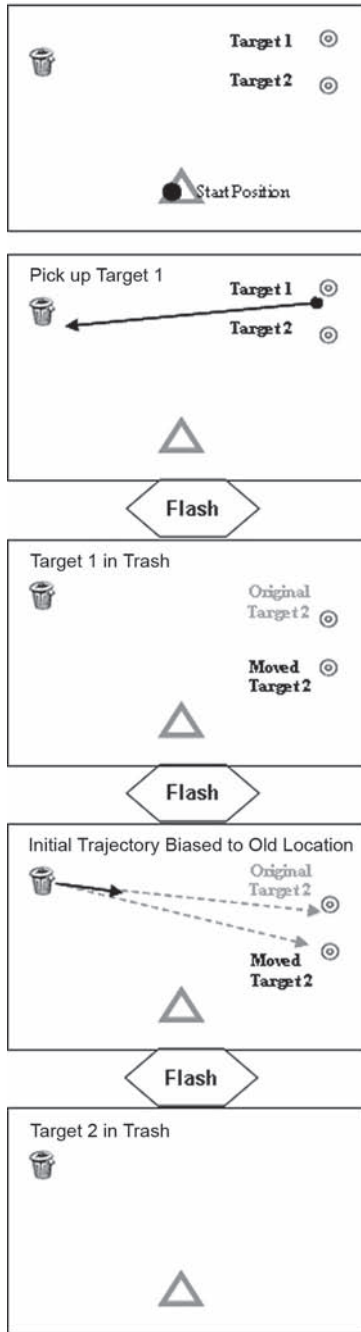 Target 1
Target 2
Start Position
Pick up Target 1
Target 1
Target 2
Flash
Target 1 in Trash
Original
Target 2
Moved
Target 2
Flash
Initial Trajectory Biased to Old Location
Original
Target 2
Moved
Target 2
Flash
Target 2 in Trash